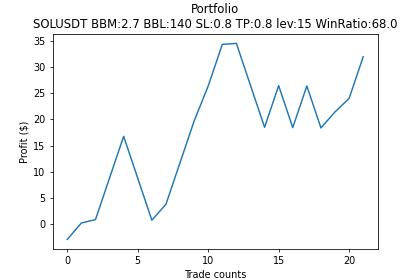 Portfolio
SOLUSDT BBM:2.7 BBL:140 SL:0.8 TP:0.8 lev:15 WinRatio:68.0
35
30
25
20
15
10
5
0
Profit ($)
0 5 10 15 20
Trade counts